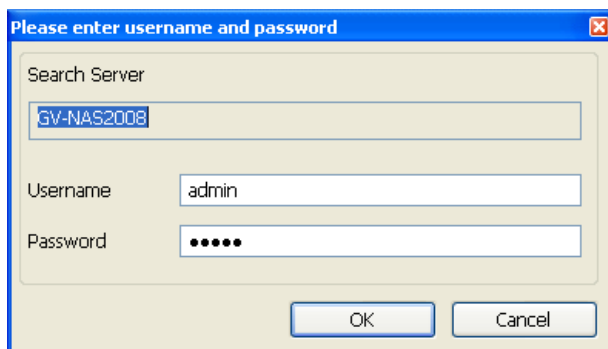 Please enter username and password
Search Server
GV-NAS2008
Username admin
Password •••••
OK Cancel